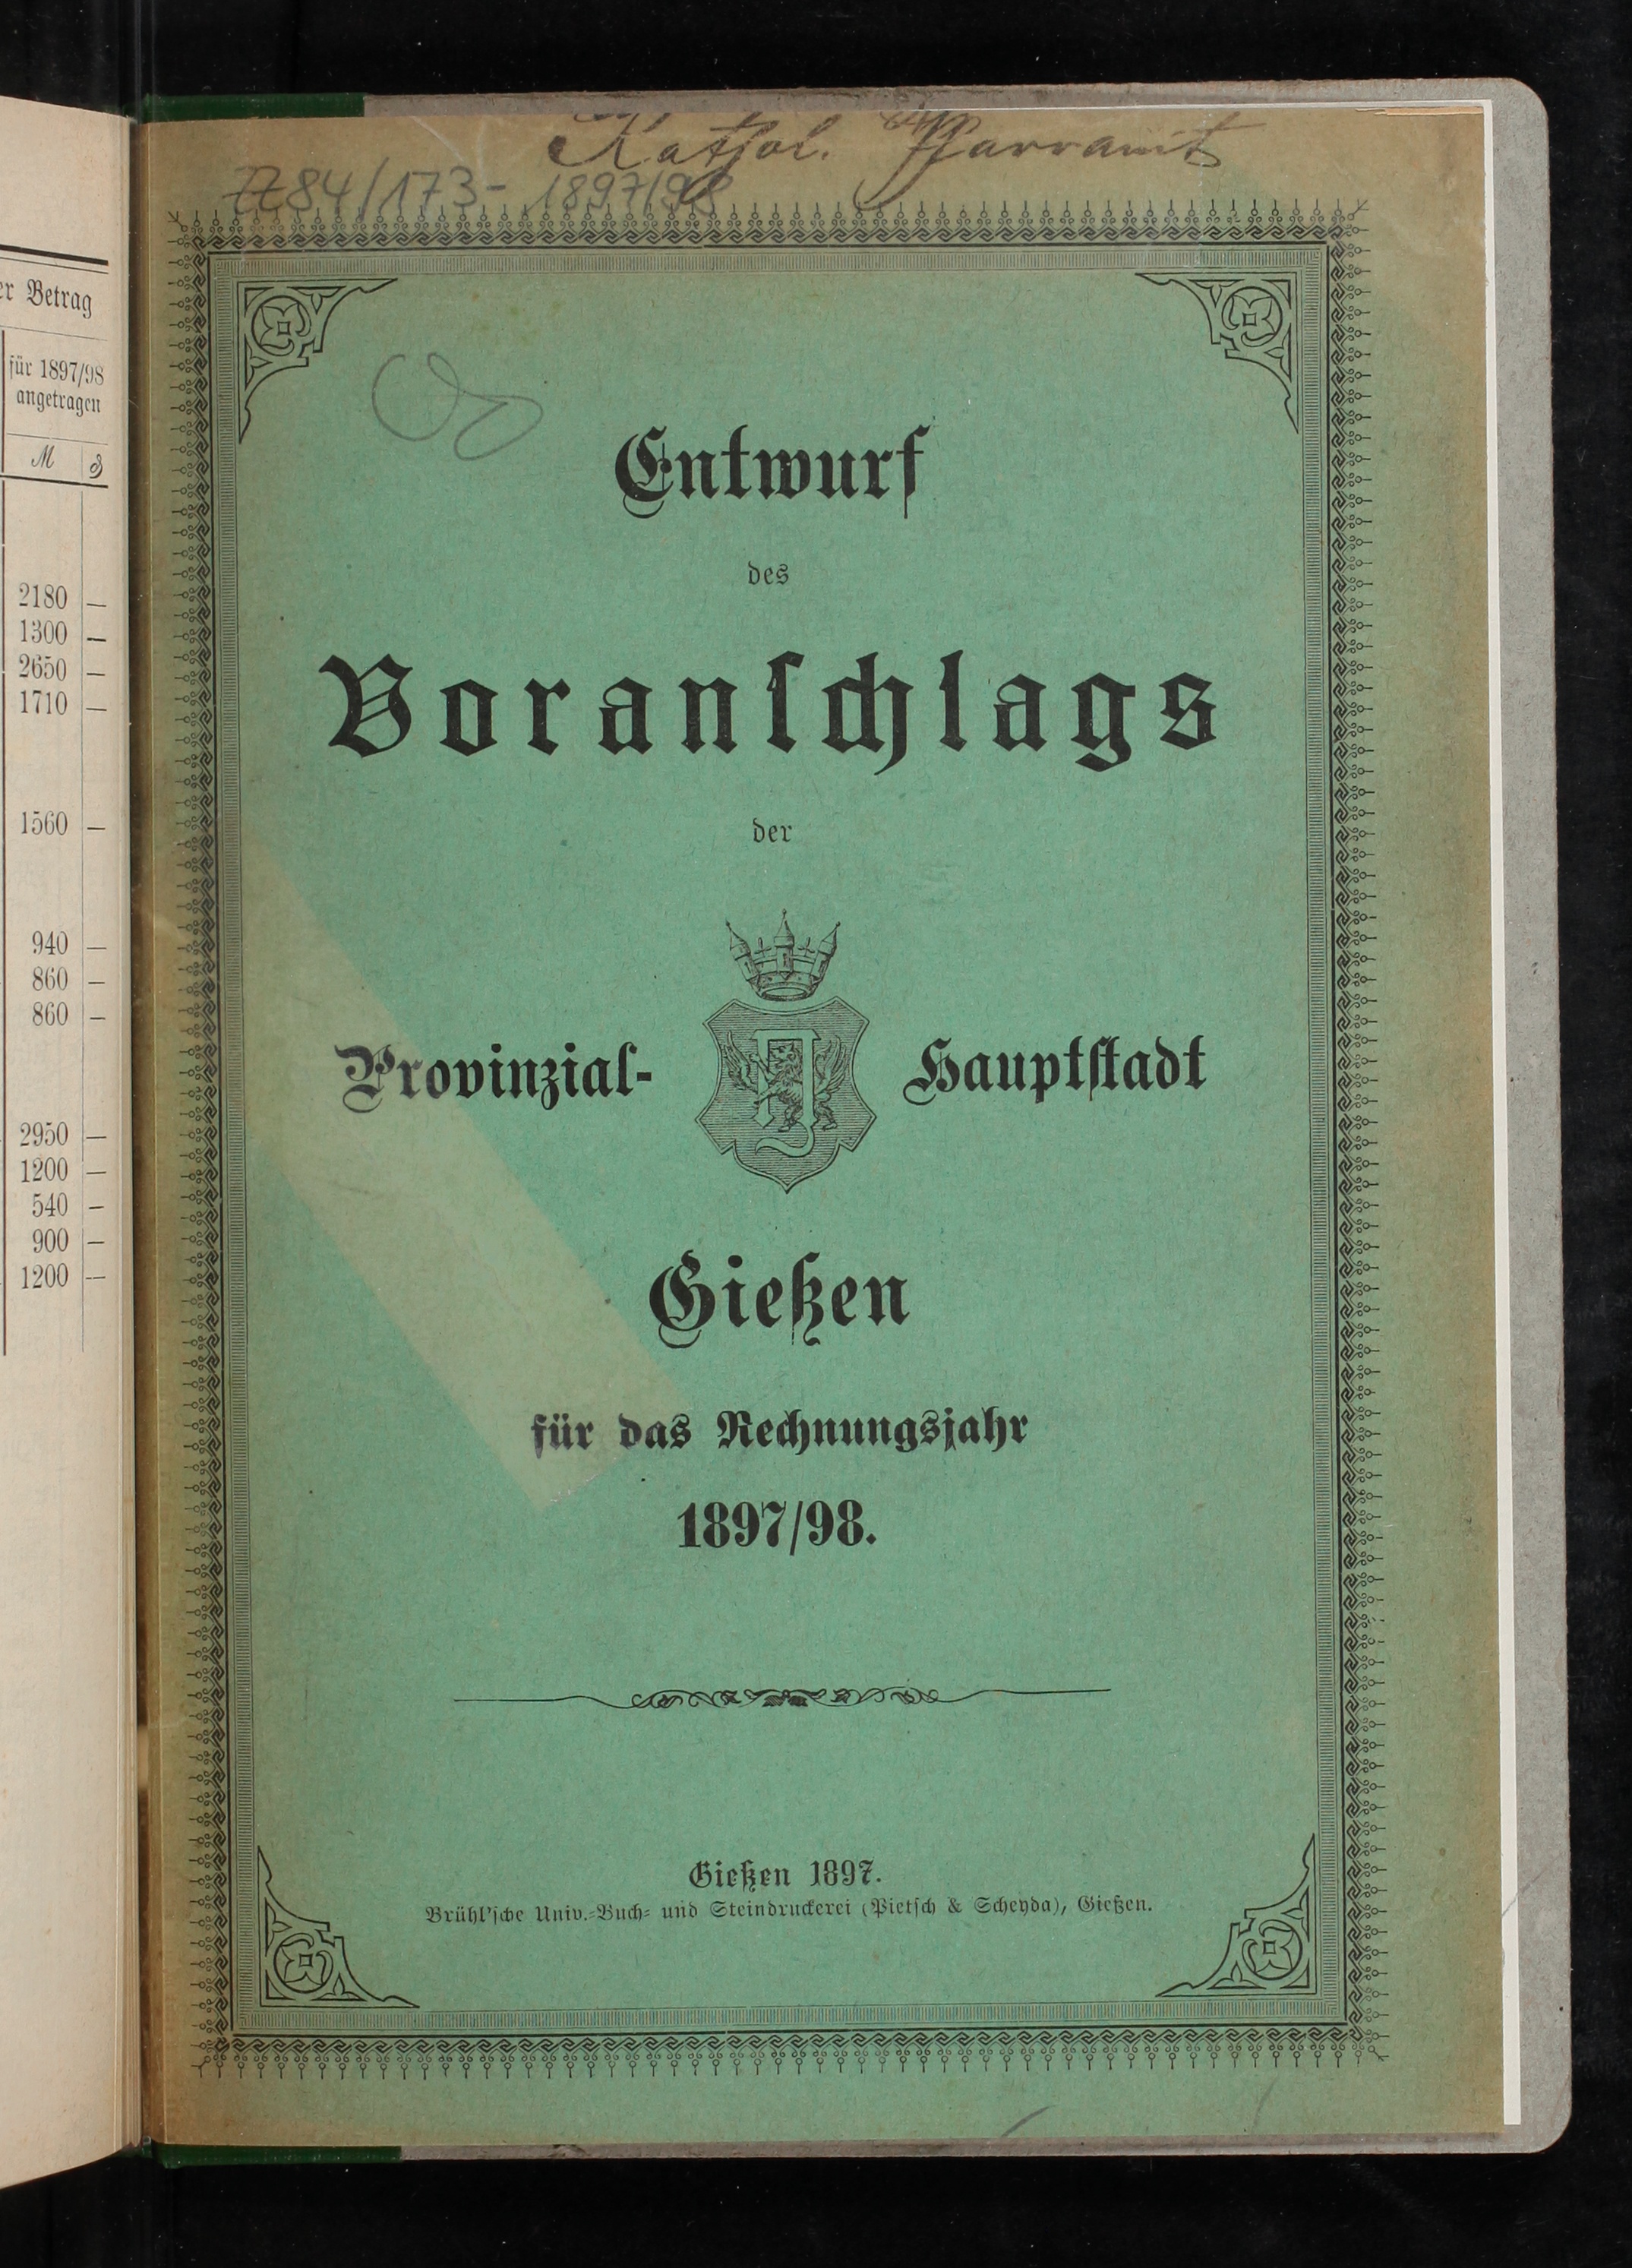 er Betrag
für 1897/98
angetragen
M ₰
2180 —
1300 —
2650 —
1710 —
1560 —
940 —
860 —
860 —
2950 —
1200 —
540 —
900 —
1200 —
Kathol. Pfarramt
ZZ 84/173- 1897/98
Entwurf
des
Voranſchlags
der
Provinzial- Hauptſtadt
Gießen
für das Rechnungsjahr
1897/98.
Gießen 1897.
Brühl'ſche Univ.-Buch- und Steindruckerei (Pietſch & Scheyda), Gießen.